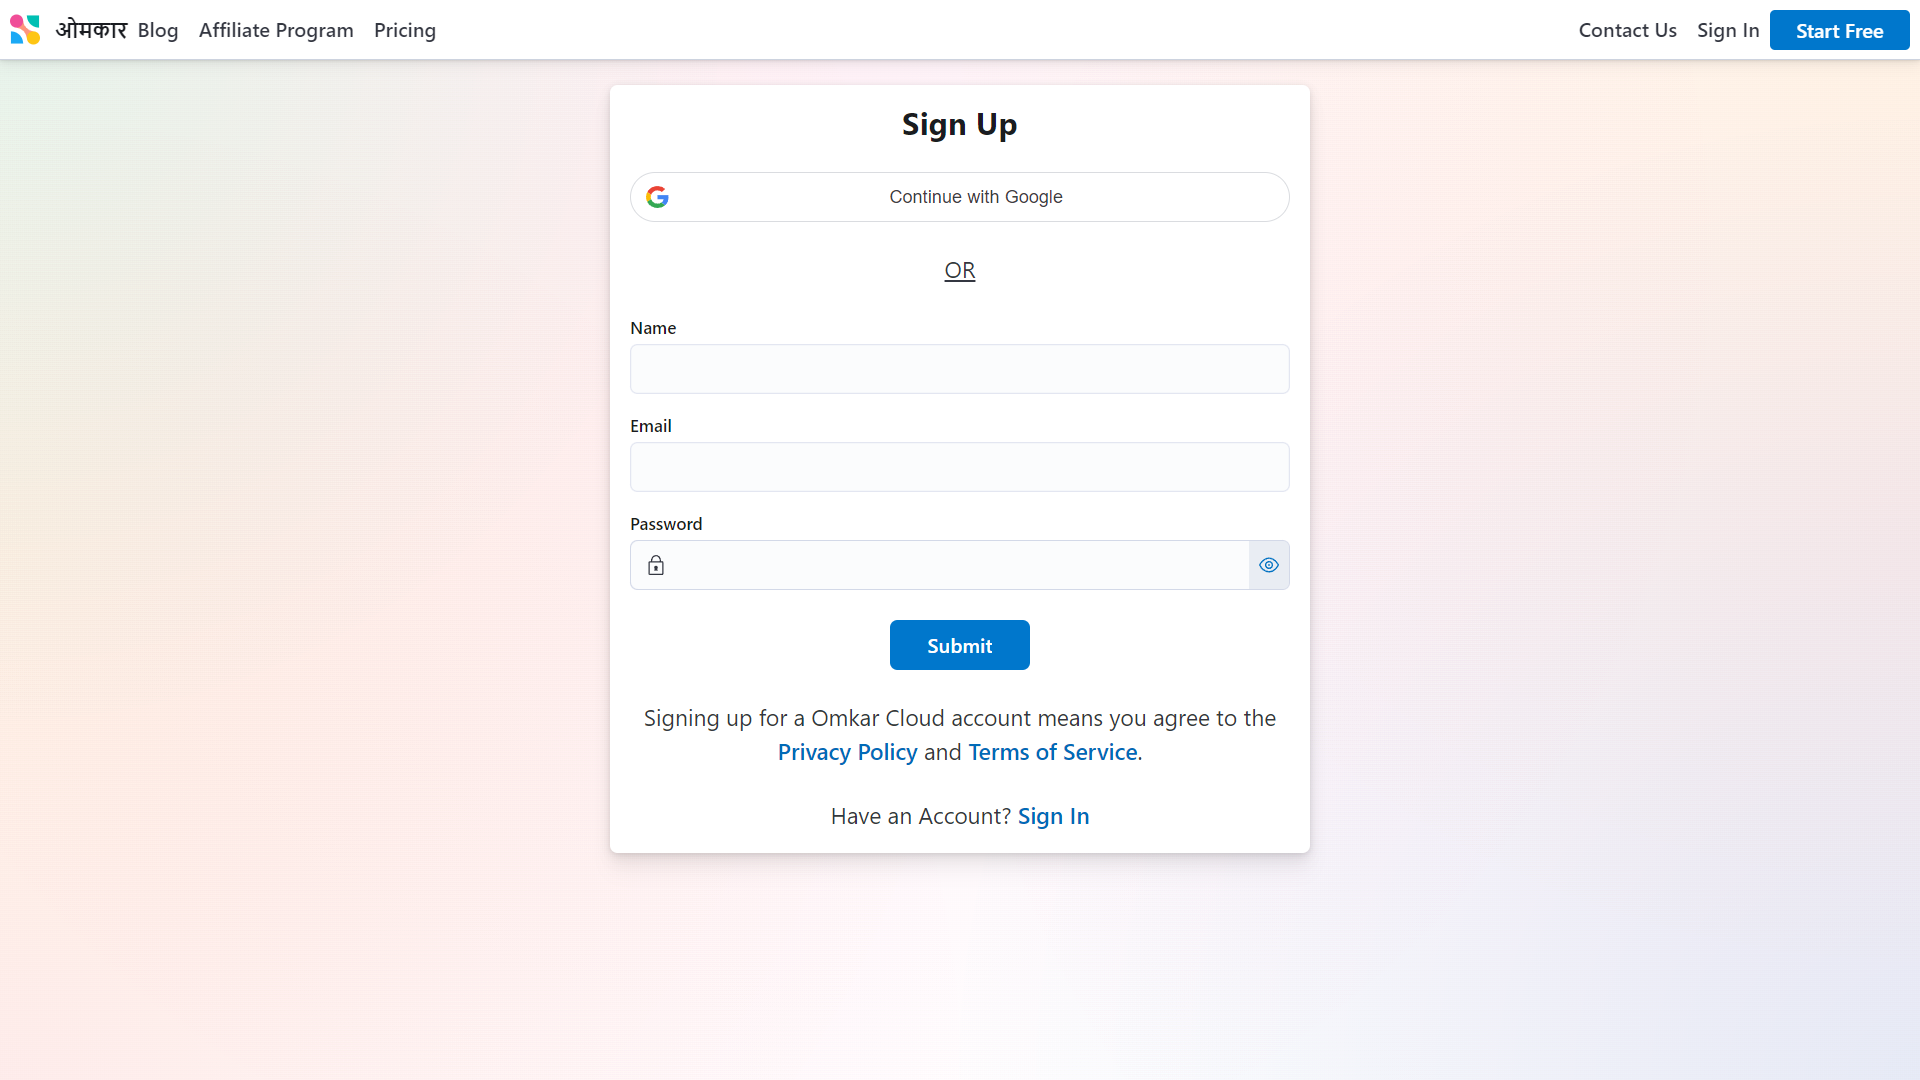 ओमकार Blog Affiliate Program Pricing Contact Us Sign In Start Free
Sign Up
Continue with Google
OR
Name
Email
Password
Submit
Signing up for a Omkar Cloud account means you agree to the
Privacy Policy and Terms of Service.
Have an Account? Sign In